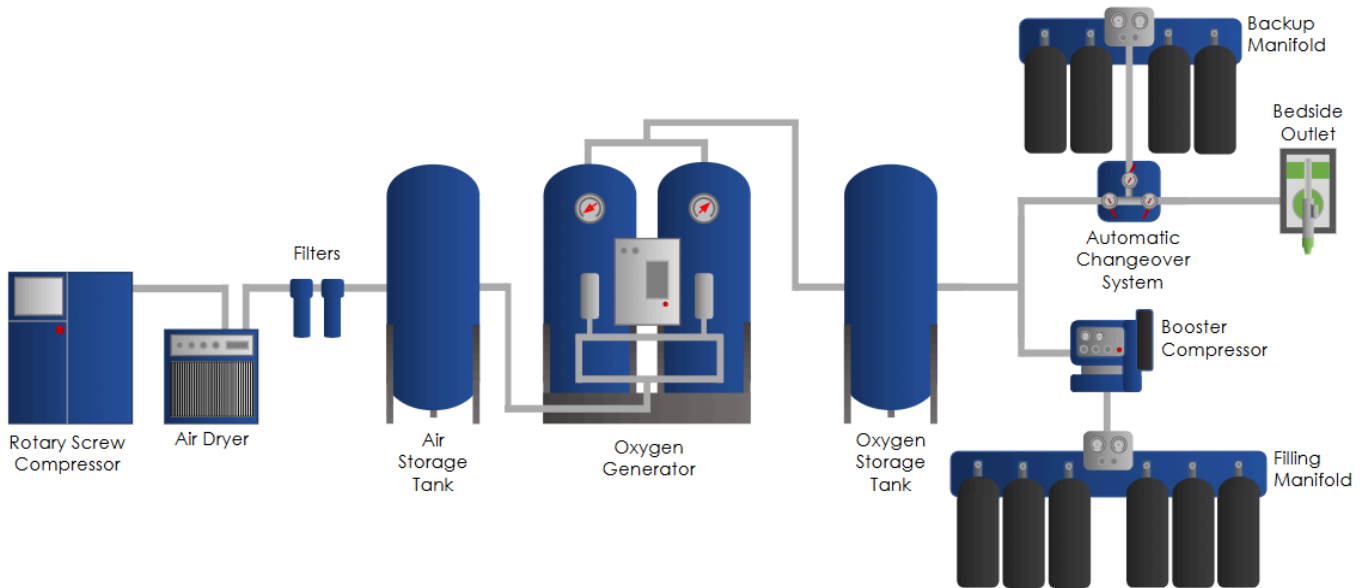 Backup
Manifold
Bedside
Outlet
Filters
Automatic
Changeover
System
Booster
Compressor
Rotary Screw
Compressor
Air Dryer
Air
Storage
Tank
Oxygen
Generator
Oxygen
Storage
Tank
Filling
Manifold